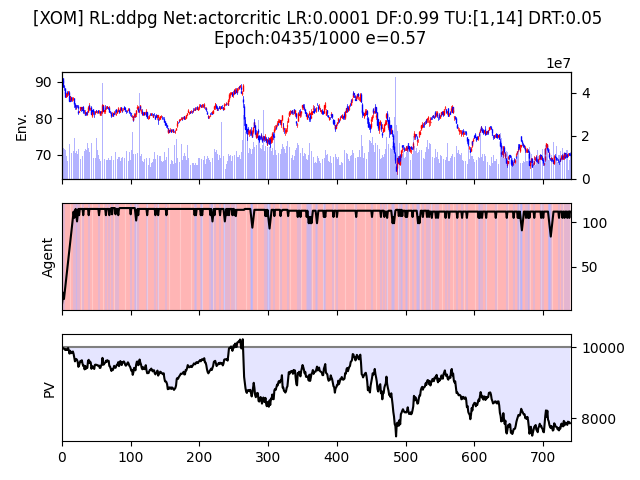 [XOM] RL:ddpg Net:actorcritic LR:0.0001 DF:0.99 TU:[1,14] DRT:0.05
Epoch:0435/1000 e=0.57
1e7
Env.
90
80
70
4
2
0
Agent
100
50
PV
10000
8000
0 100 200 300 400 500 600 700